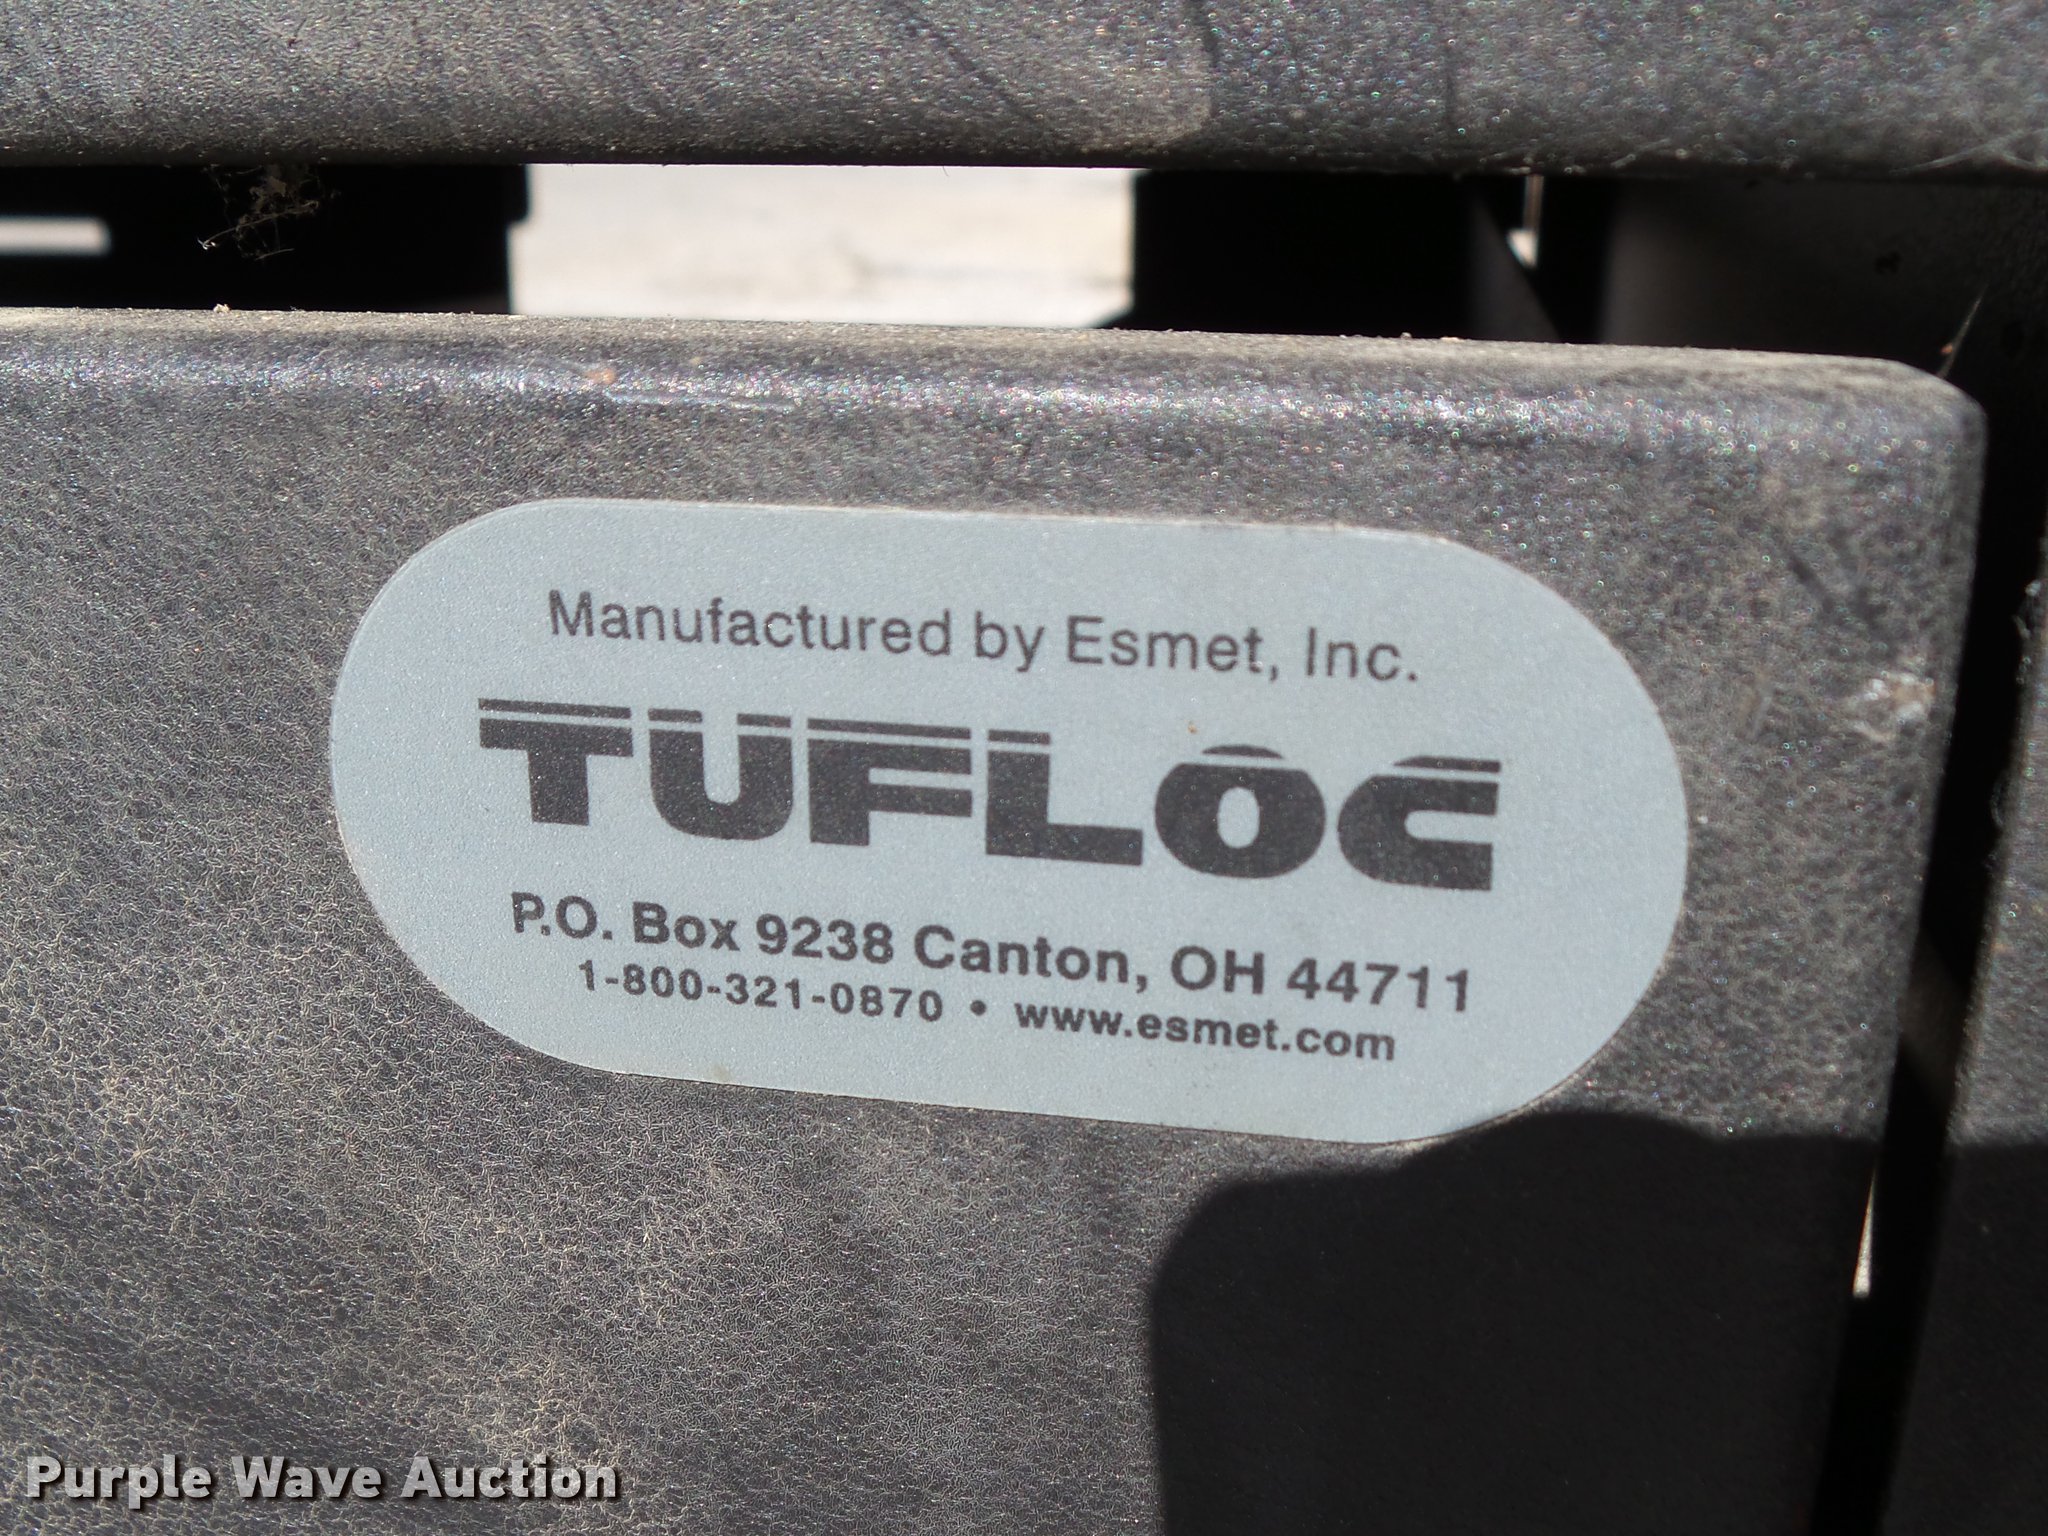 Manufactured by Esmet, Inc.
TUFLOC
P.O. Box 9238 Canton, OH 44711
1-800-321-0870 • www.esmet.com
Purple Wave Auction